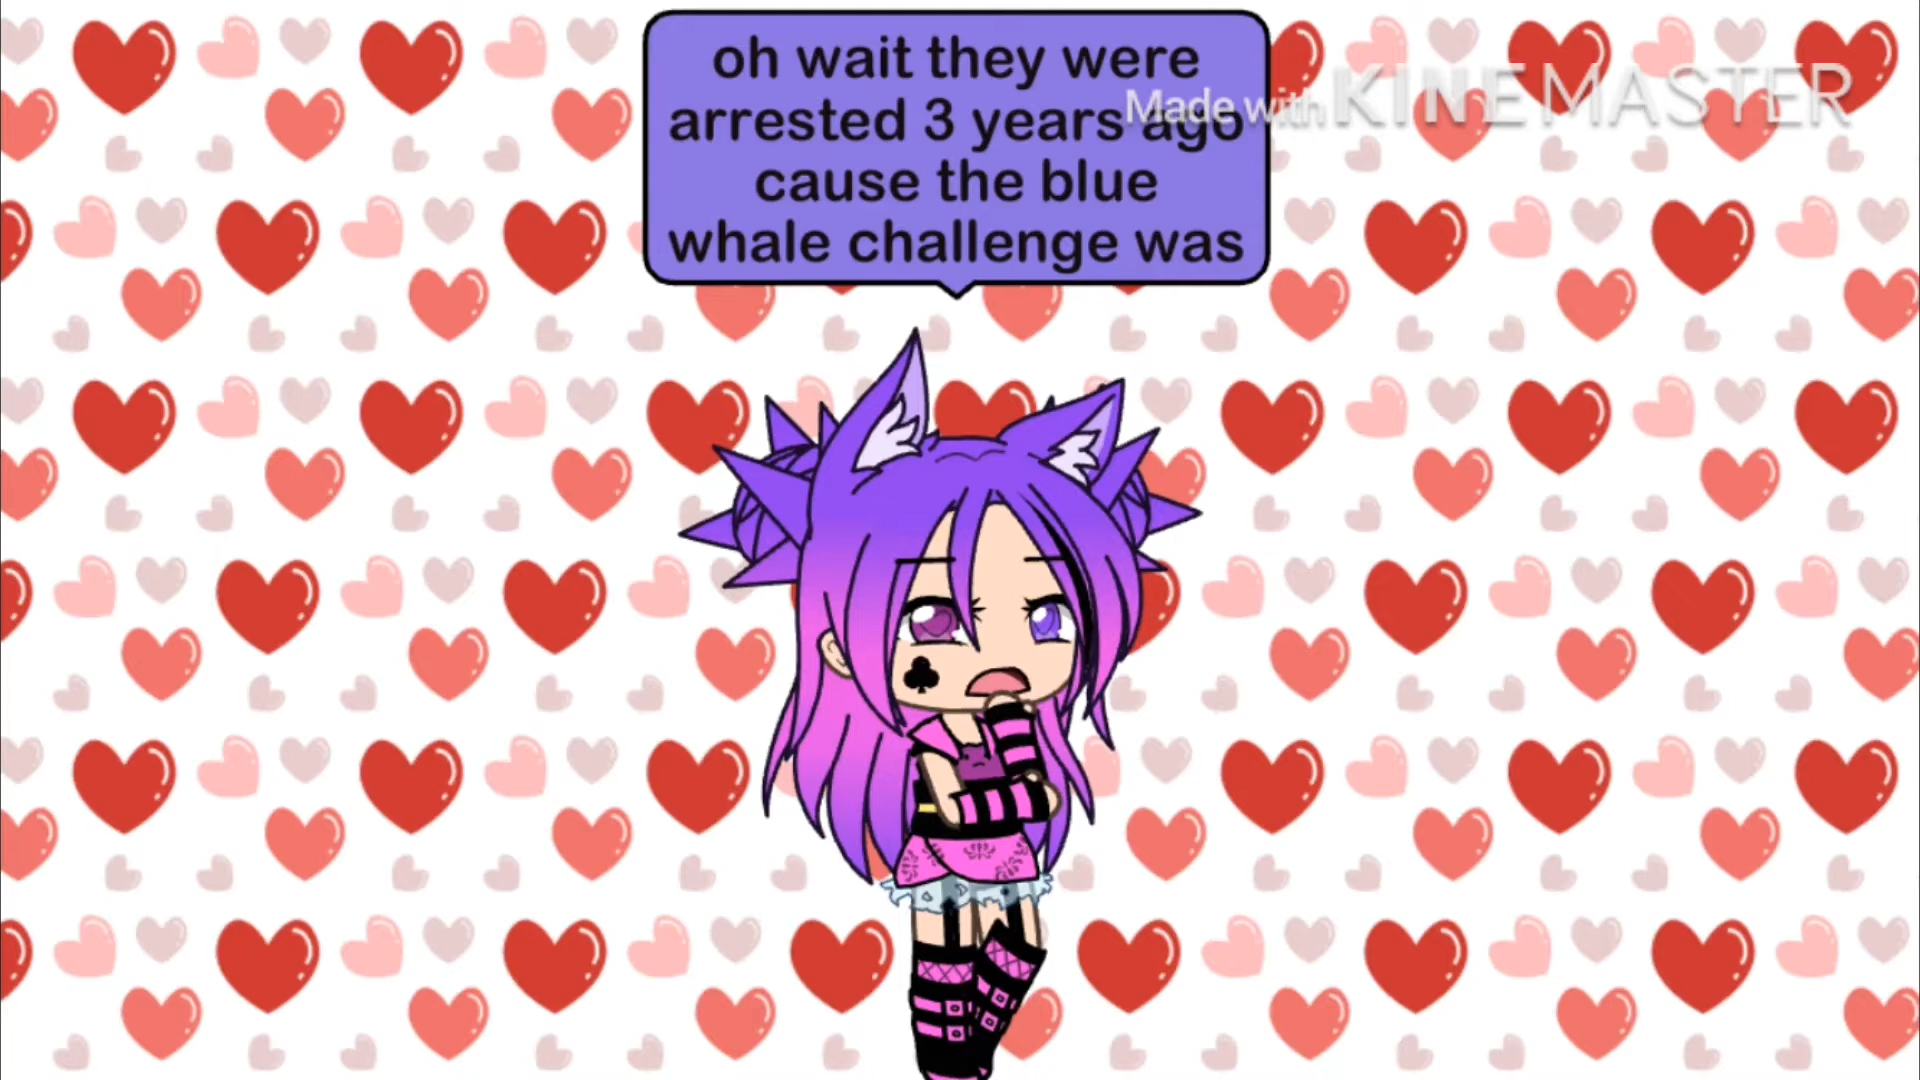 oh wait they were
arrested 3 years ago
cause the blue
whale challenge was
Made with KINEMASTER